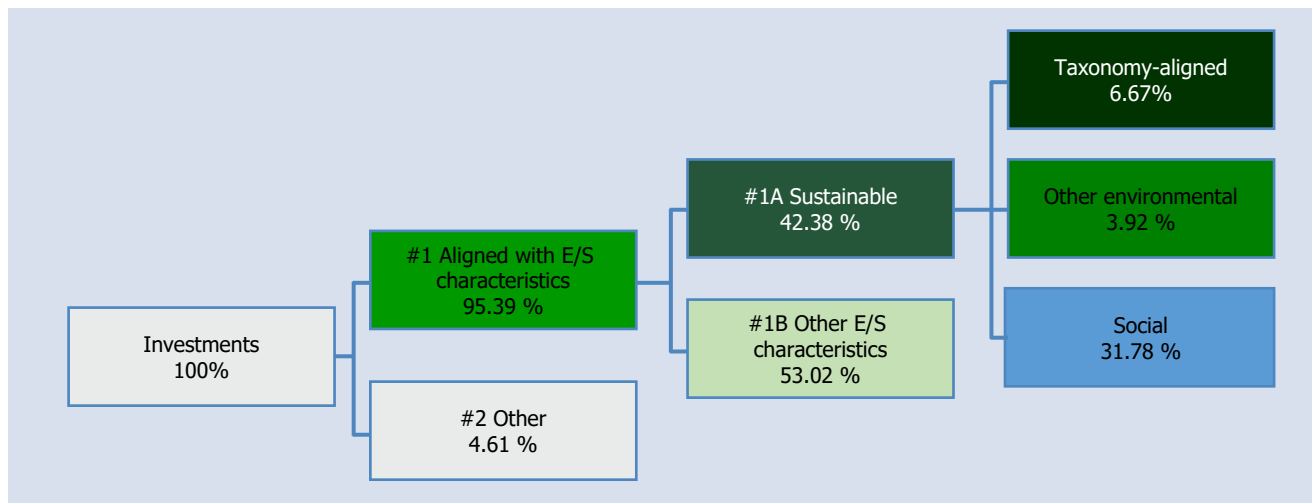 Investments
100%
#1 Aligned with E/S
characteristics
95.39 %
#2 Other
4.61 %
#1A Sustainable
42.38 %
#1B Other E/S
characteristics
53.02 %
Taxonomy-aligned
6.67%
Other environmental
3.92 %
Social
31.78 %